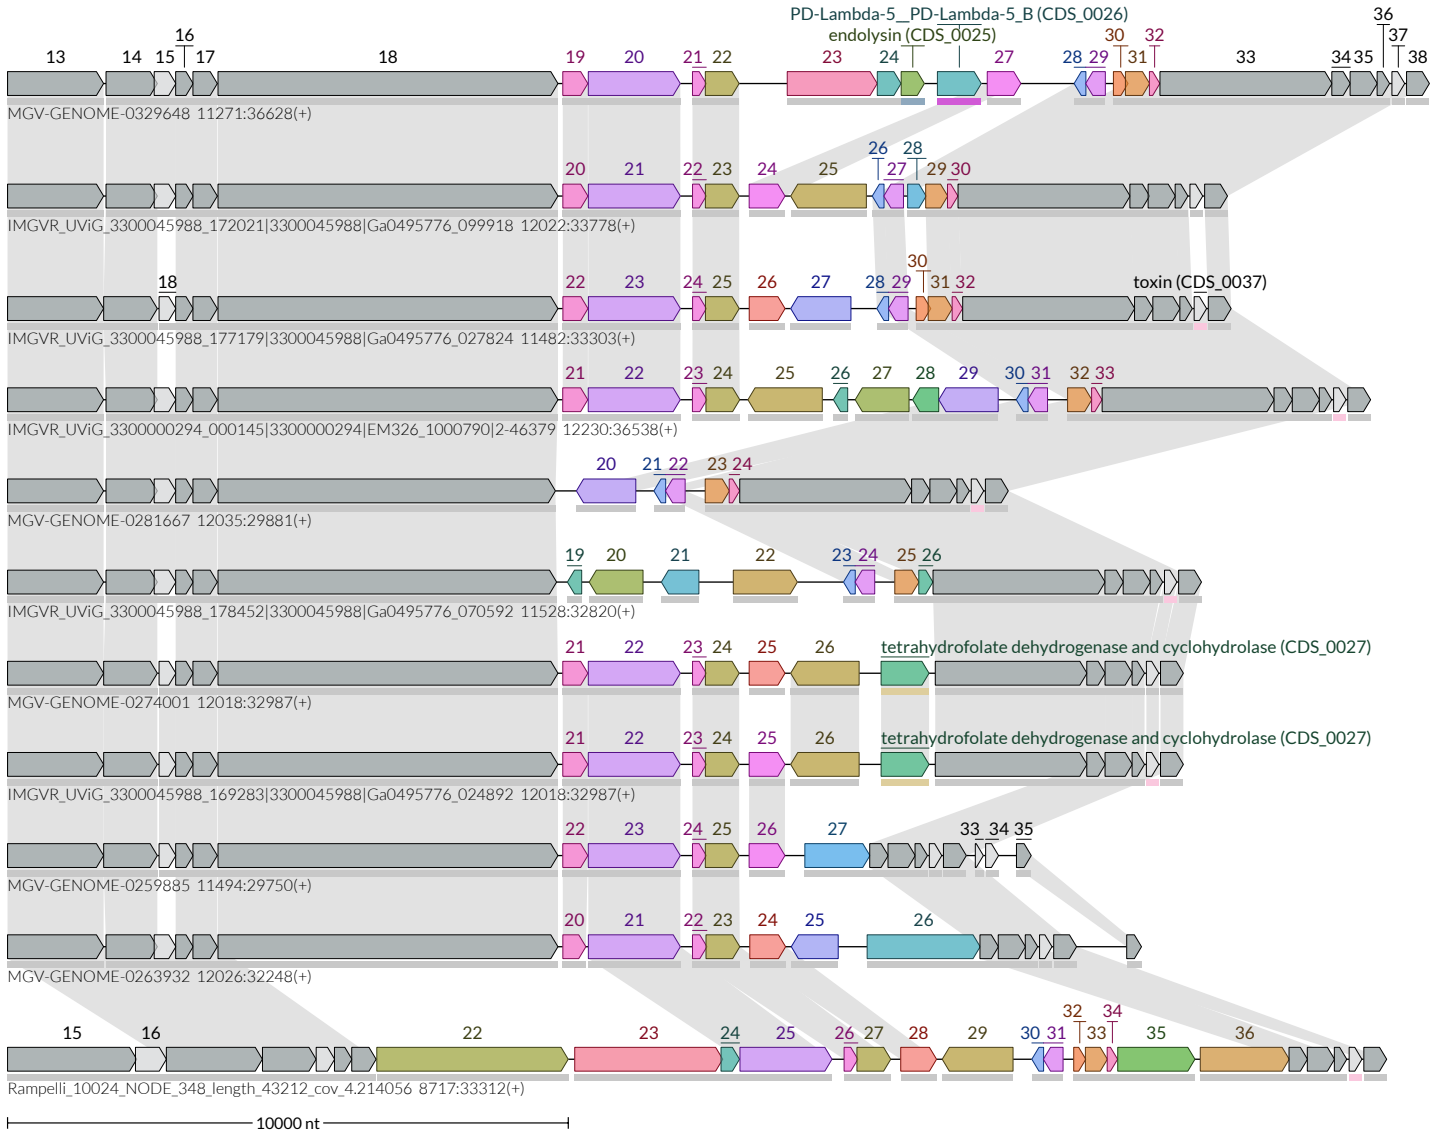 PD-Lambda-5__PD-Lambda-5_B (CDS_0026)
endolysin (CDS_0025)
13 14 15 16 17 18 19 20 21 22 23 24 27 28 29 30 31 32 33 34 35 36 37 38
MGV-GENOME-0329648 11271:36628(+)
20 21 22 23 24 25 26 27 28 29 30
IMGVR_UViG_3300045988_172021|3300045988|Ga0495776_099918 12022:33778(+)
18 22 23 24 25 26 27 28 29 30 31 32 toxin (CDS_0037)
IMGVR_UViG_3300045988_177179|3300045988|Ga0495776_027824 11482:33303(+)
21 22 23 24 25 26 27 28 29 30 31 32 33
IMGVR_UViG_3300000294_000145|3300000294|EM326_1000790|2-46379 12230:36538(+)
20 21 22 23 24
MGV-GENOME-0281667 12035:29881(+)
19 20 21 22 23 24 25 26
IMGVR_UViG_3300045988_178452|3300045988|Ga0495776_070592 11528:32820(+)
21 22 23 24 25 26 tetrahydrofolate dehydrogenase and cyclohydrolase (CDS_0027)
MGV-GENOME-0274001 12018:32987(+)
21 22 23 24 25 26 tetrahydrofolate dehydrogenase and cyclohydrolase (CDS_0027)
IMGVR_UViG_3300045988_169283|3300045988|Ga0495776_024892 12018:32987(+)
22 23 24 25 26 27 33 34 35
MGV-GENOME-0259885 11494:29750(+)
20 21 22 23 24 25 26
MGV-GENOME-0263932 12026:32248(+)
15 16 22 23 24 25 26 27 28 29 30 31 32 33 34 35 36
Rampelli_10024_NODE_348_length_43212_cov_4.214056 8717:33312(+)
10000 nt